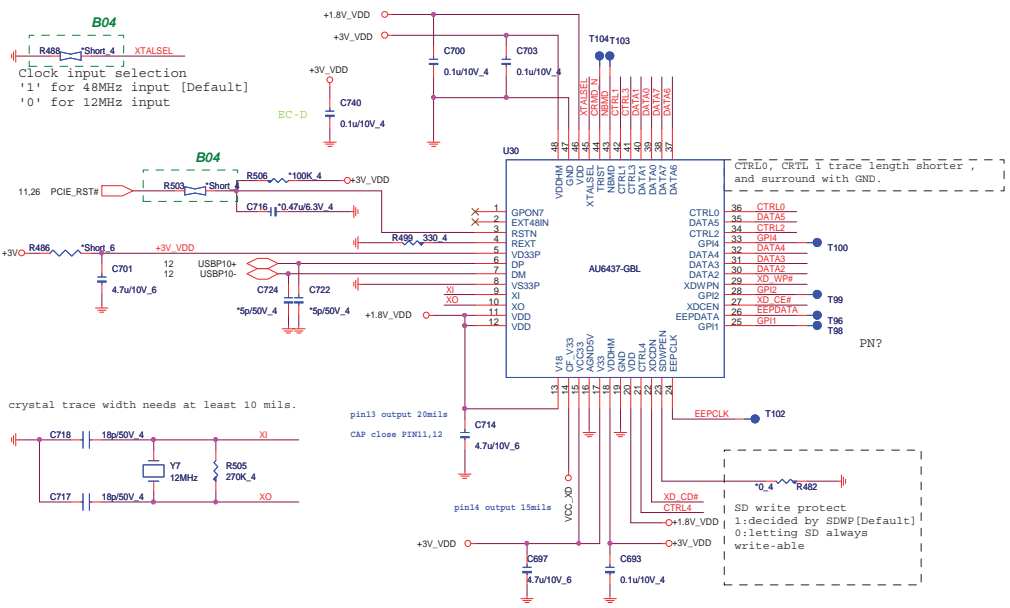 B04
R488
*Short_4
XTALSEL
Clock input selection
'1' for 48MHz input [Default]
'0' for 12MHz input
+1.8V_VDD
+3V_VDD
C700
0.1u/10V_4
C703
0.1u/10V_4
+3V_VDD
C740
0.1u/10V_4
EC-D
T104
T103
XTALSEL
CRMD_N
NBMD
CTRL1
CTRL3
DATA1
DATA0
DATA7
DATA6
48
47
46
45
44
43
42
41
40
39
38
37
U30
VDDHM
GND
VDD
XTALSEL
TRIST
NBMD
CTRL1
CTRL3
DATA1
DATA0
DATA7
DATA6
CTRL0, CRTL 1 trace length shorter ,
and surround with GND.
B04
11,26 PCIE_RST#
R503
*Short_4
R506
*100K_4
+3V_VDD
C716
*0.47u/6.3V_4
R499
330_4
+3V
R486
*Short_6
+3V_VDD
C701
4.7u/10V_6
12 USBP10+
12 USBP10-
C724
*5p/50V_4
C722
*5p/50V_4
XI
XO
+1.8V_VDD
1 GPON7
2 EXT48IN
3 RSTN
4 REXT
5 VD33P
6 DP
7 DM
8 VS33P
9 XI
10 XO
11 VDD
12 VDD
AU6437-GBL
CTRL0 36 CTRL0
DATA5 35 DATA5
CTRL2 34 CTRL2
GPI4 33 GPI4
T100
DATA4 32 DATA4
DATA3 31 DATA3
DATA2 30 DATA2
XDWPN 29 XD_WP#
GPI2 28 GPI2
T99
XDCEN 27 XD_CE#
EEPDATA 26 EEPDATA
T96
GPI1 25 GPI1
T98
PN?
V18
CF_V33
VCC33
AGND5V
V33
VDDHM
GND
VDD
CTRL4
XDCDN
SDWPEN
EEPCLK
13
14
15
16
17
18
19
20
21
22
23
24
EEPCLK
T102
crystal trace width needs at least 10 mils.
C718
18p/50V_4
XI
Y7
12MHz
R505
270K_4
C717
18p/50V_4
XO
pin13 output 20mils
CAP close PIN11,12
C714
4.7u/10V_6
pin14 output 15mils
VCC_XD
XD_CD#
CTRL4
+1.8V_VDD
+3V_VDD
+3V_VDD
C697
4.7u/10V_6
C693
0.1u/10V_4
*0_4
R482
SD write protect
1:decided by SDWP[Default]
0:letting SD always
write-able